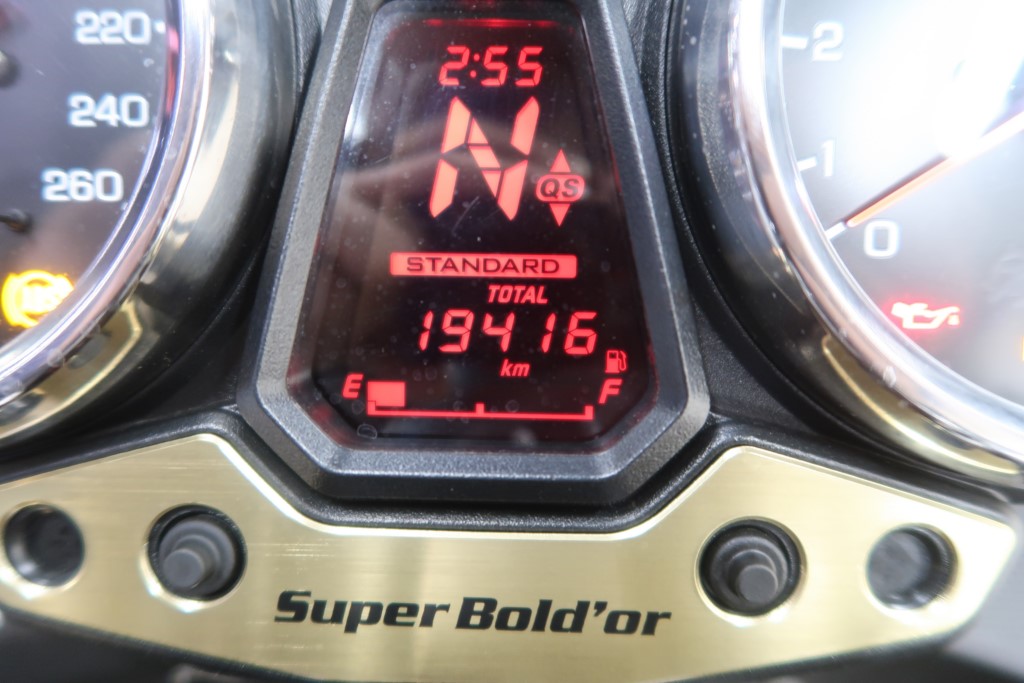 220
240
260
2:55
N
QS
STANDARD
TOTAL
19416
km
E
F
2
1
0
Super Bold'or